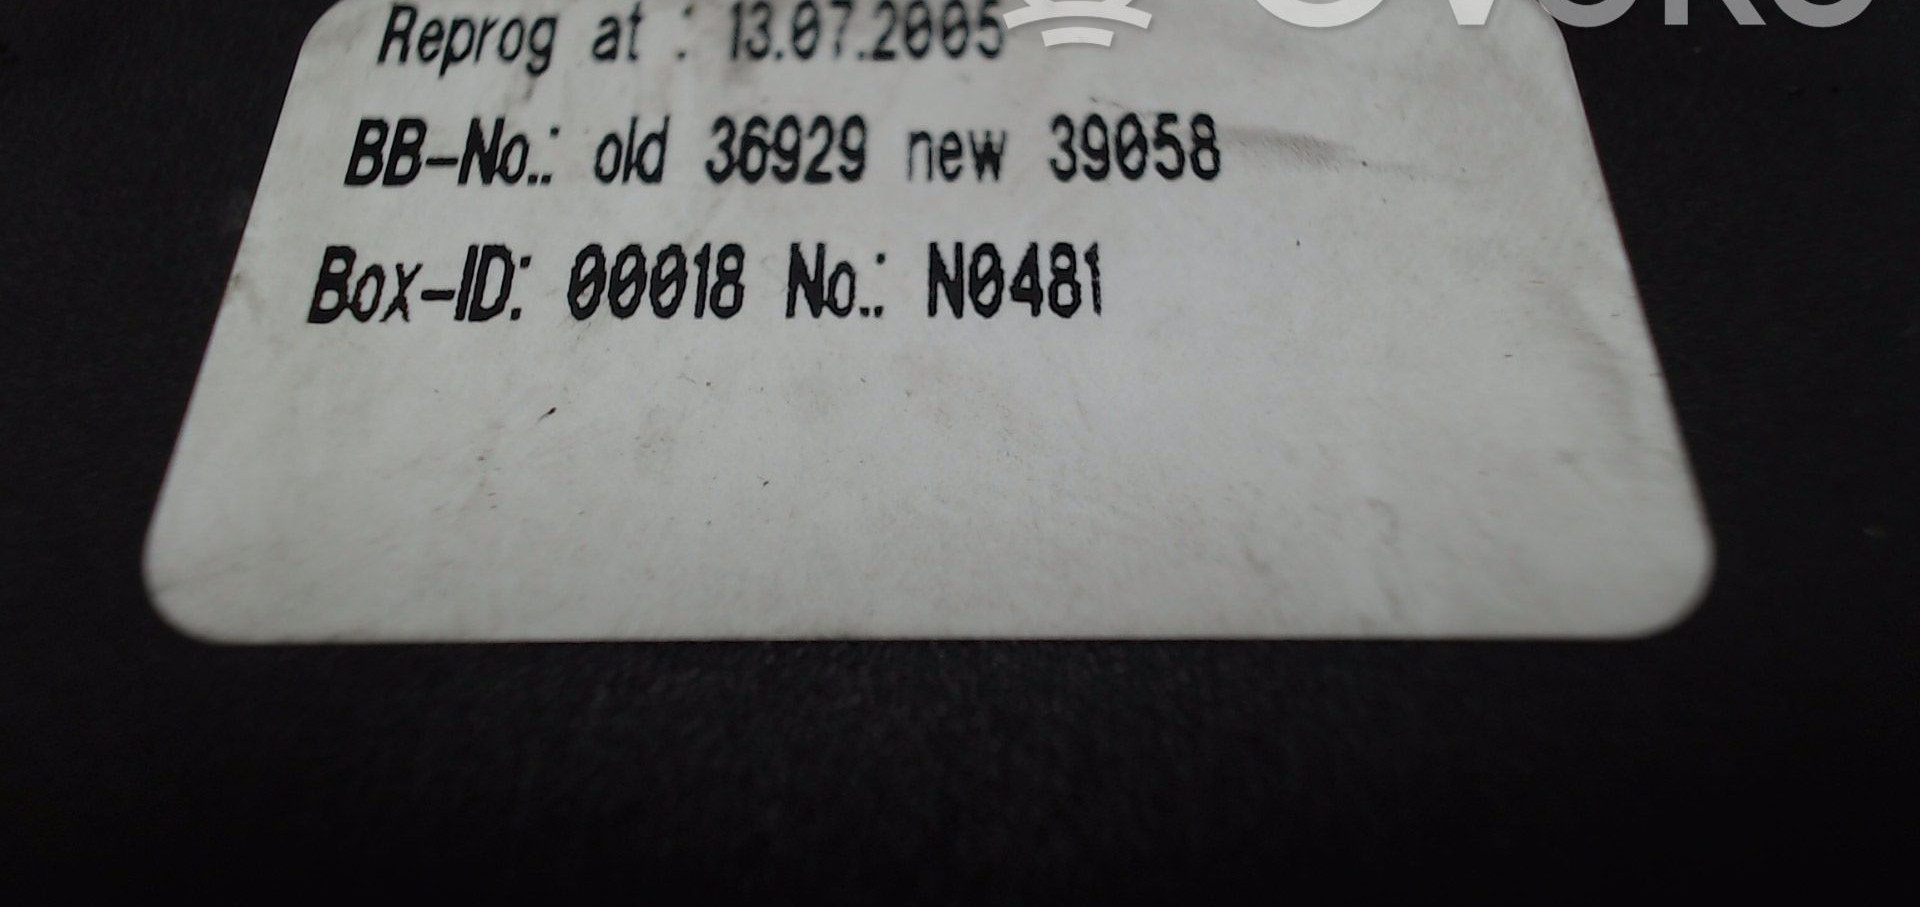 Reprog at : 13.07.2005
BB-No.: old 36929 new 39058
Box-ID: 00018 No.: N0481